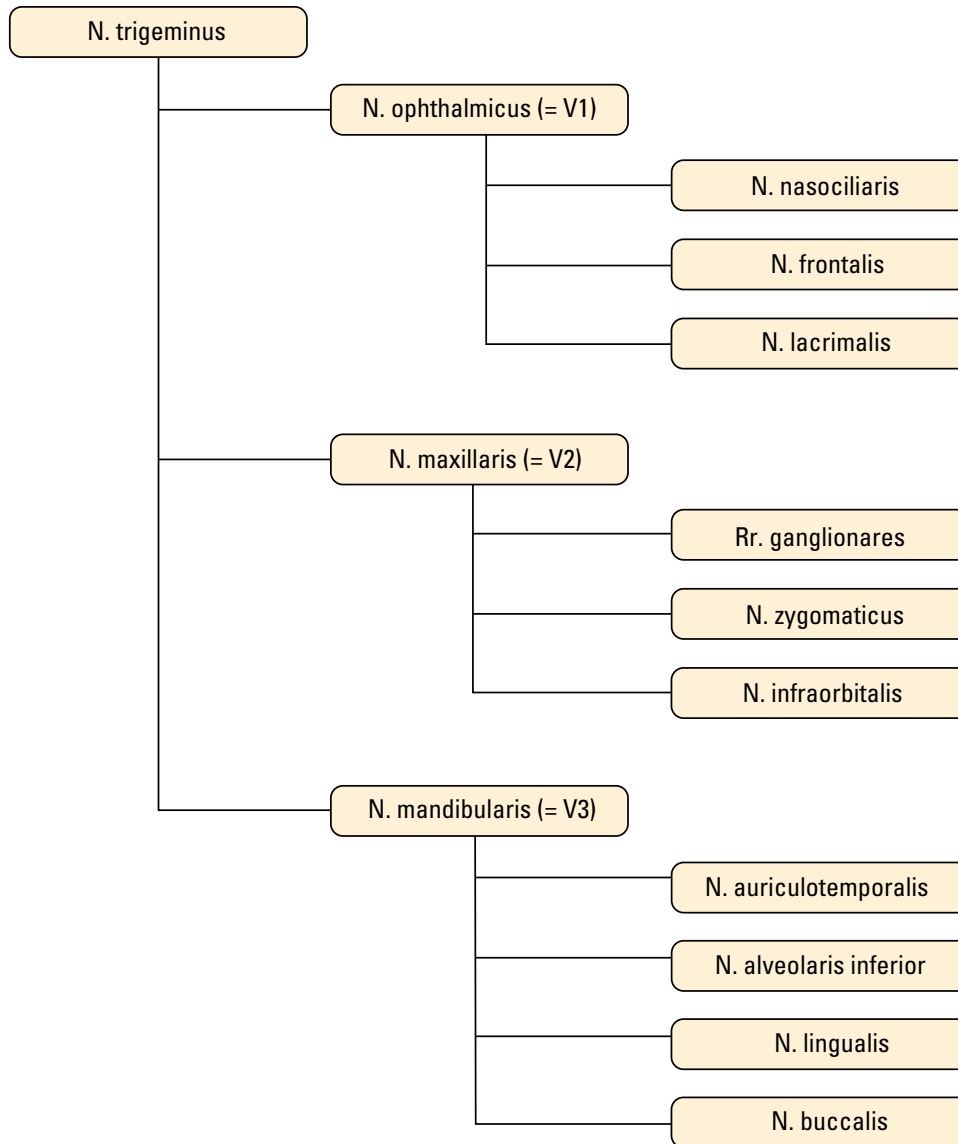 N. trigeminus
N. ophthalmicus (= V1)
N. nasociliaris
N. frontalis
N. lacrimalis
N. maxillaris (= V2)
Rr. ganglionares
N. zygomaticus
N. infraorbitalis
N. mandibularis (= V3)
N. auriculotemporalis
N. alveolaris inferior
N. lingualis
N. buccalis